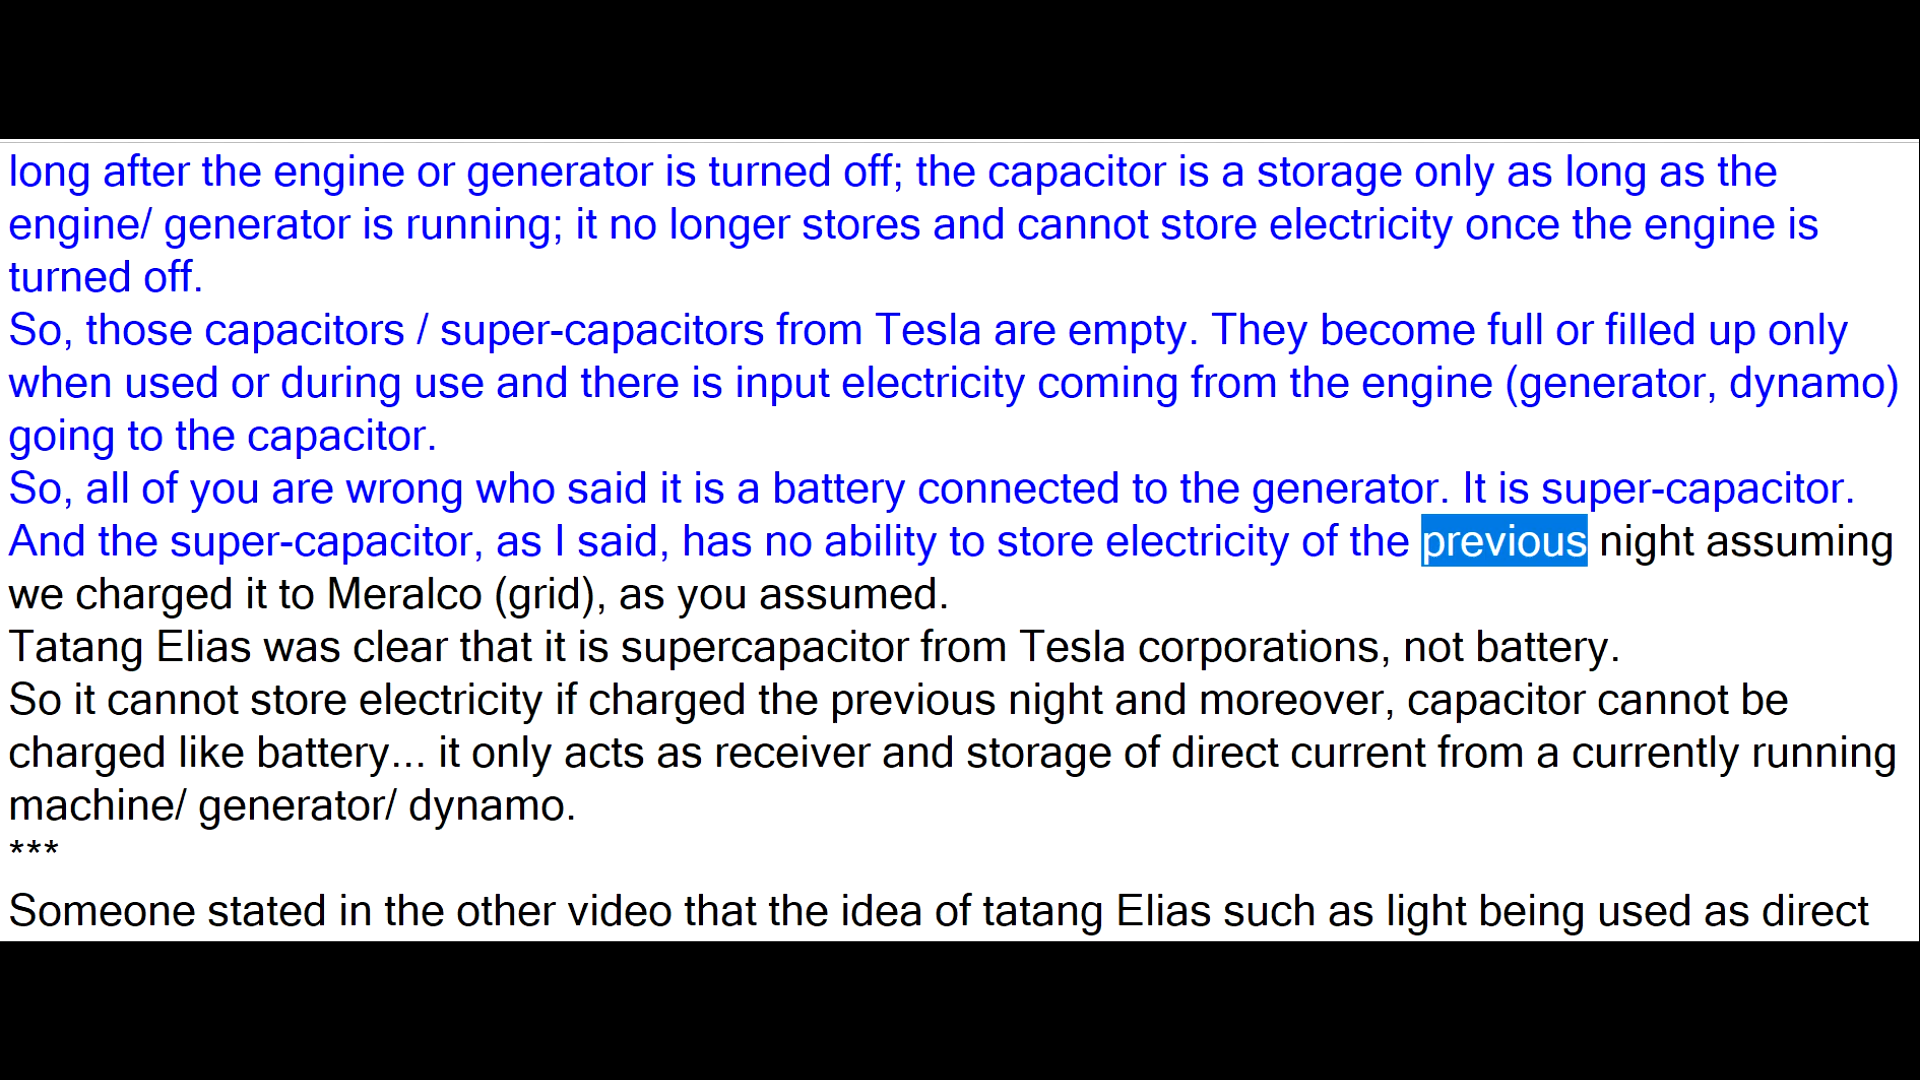 long after the engine or generator is turned off; the capacitor is a storage only as long as the
engine/ generator is running; it no longer stores and cannot store electricity once the engine is
turned off.
So, those capacitors / super-capacitors from Tesla are empty. They become full or filled up only
when used or during use and there is input electricity coming from the engine (generator, dynamo)
going to the capacitor.
So, all of you are wrong who said it is a battery connected to the generator. It is super-capacitor.
And the super-capacitor, as I said, has no ability to store electricity of the previous night assuming
we charged it to Meralco (grid), as you assumed.
Tatang Elias was clear that it is supercapacitor from Tesla corporations, not battery.
So it cannot store electricity if charged the previous night and moreover, capacitor cannot be
charged like battery... it only acts as receiver and storage of direct current from a currently running
machine/ generator/ dynamo.
***
Someone stated in the other video that the idea of tatang Elias such as light being used as direct